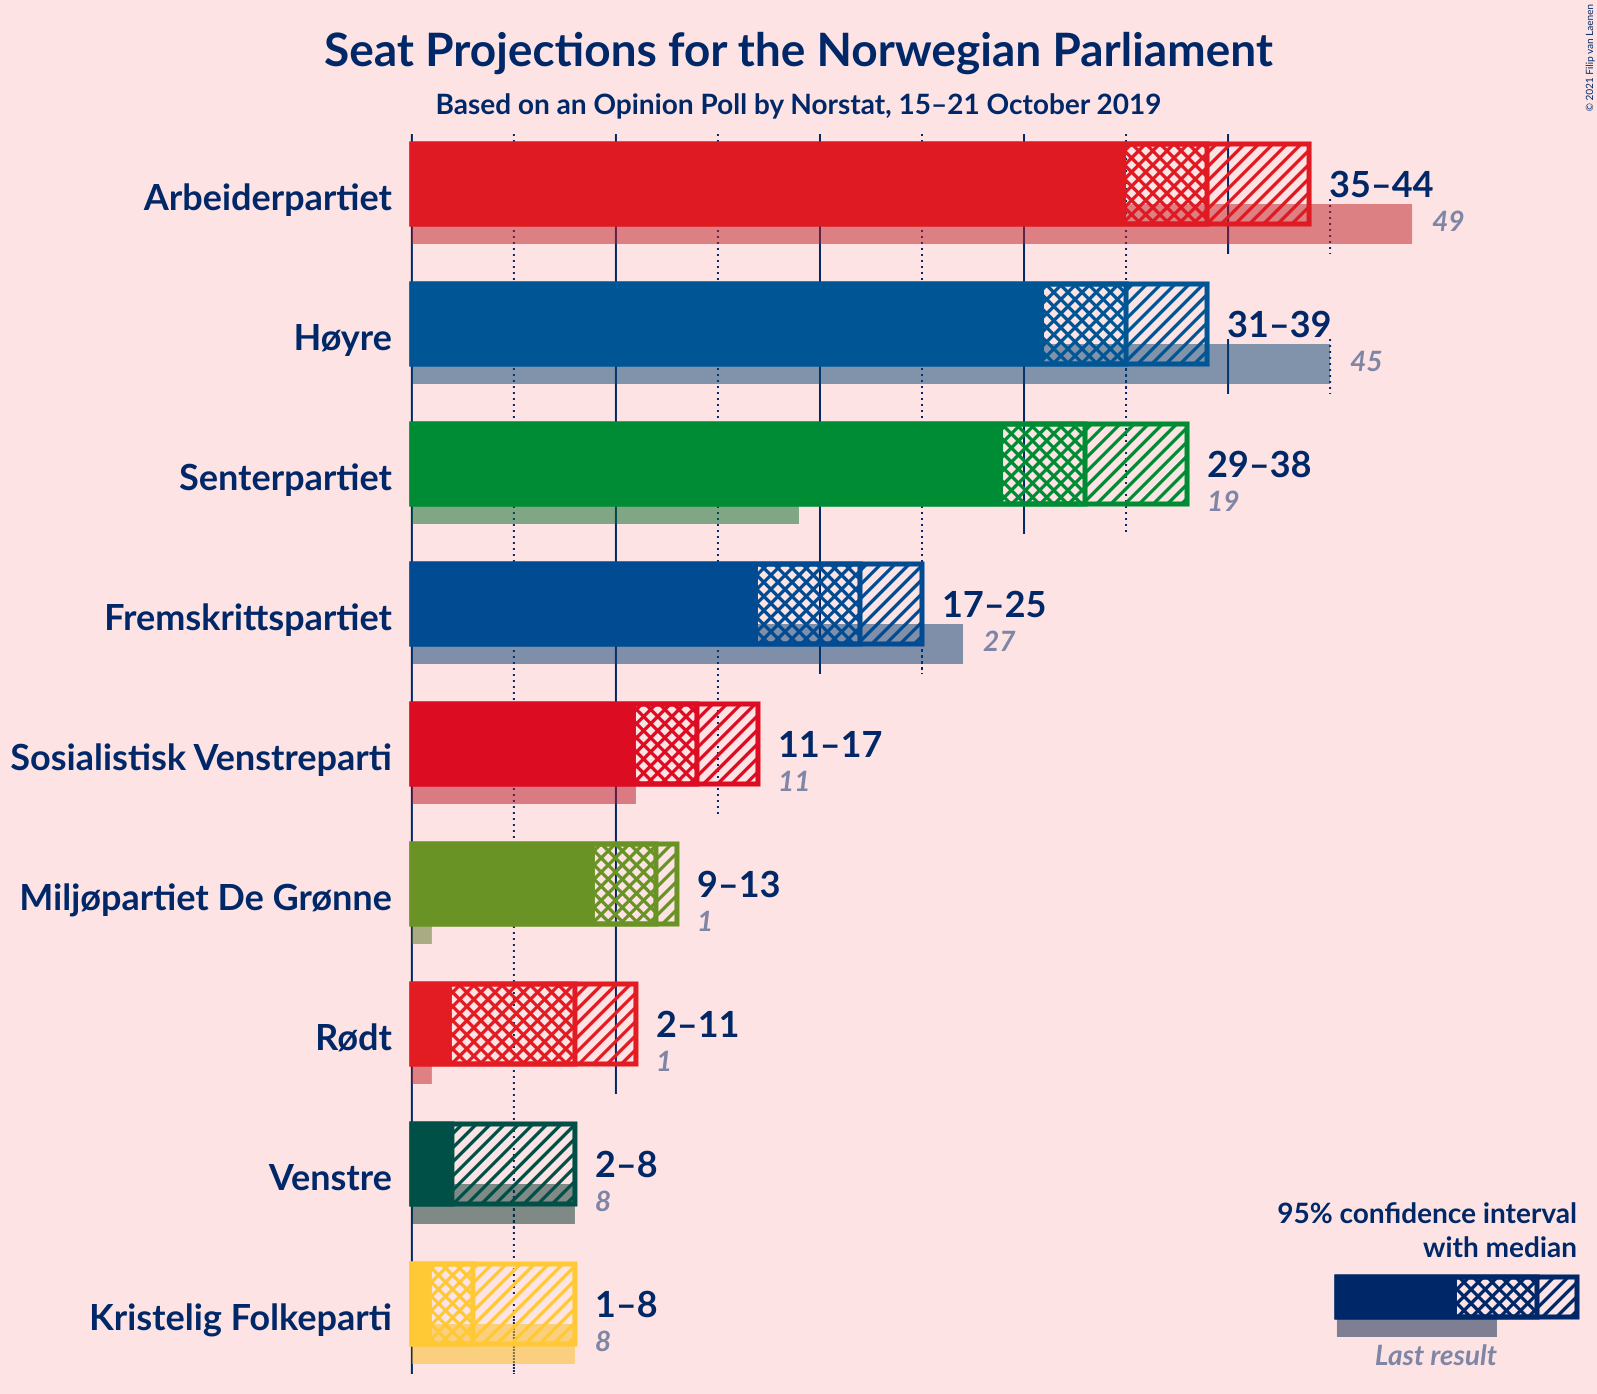 Seat Projections for the Norwegian Parliament
Based on an Opinion Poll by Norstat, 15–21 October 2019
© 2021 Filip van Laenen
Arbeiderpartiet
35–44
49
Høyre
31–39
45
Senterpartiet
29–38
19
Fremskrittspartiet
17–25
27
Sosialistisk Venstreparti
11–17
11
Miljøpartiet De Grønne
9–13
1
Rødt
2–11
1
Venstre
2–8
8
Kristelig Folkeparti
1–8
8
95% confidence interval
with median
Last result